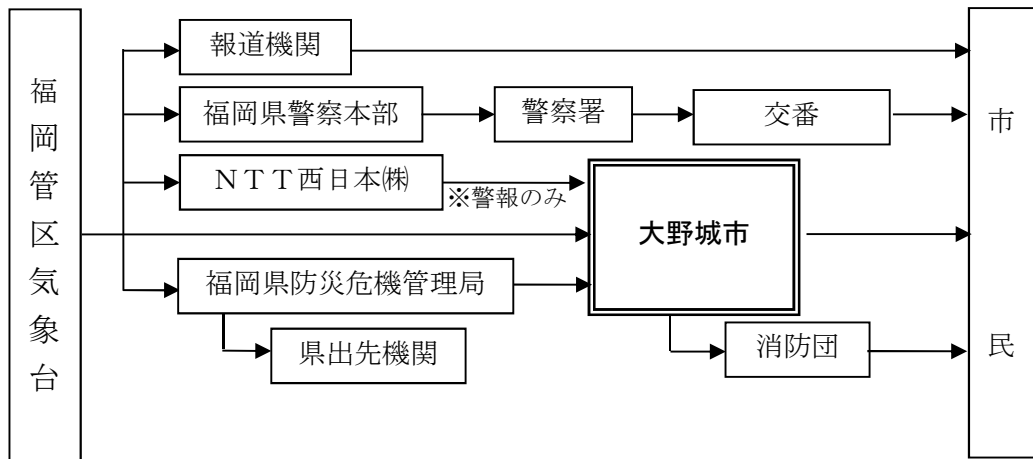 福岡管区気象台
報道機関
福岡県警察本部
警察署
交番
ＮＴＴ西日本㈱
※警報のみ
大野城市
福岡県防災危機管理局
県出先機関
消防団
市民